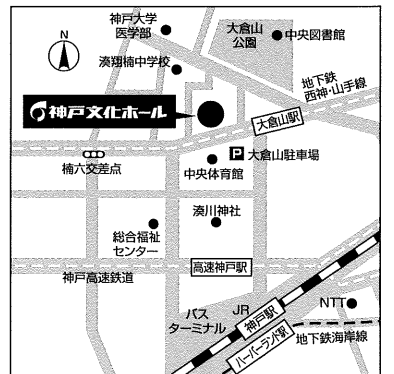 神戸大学
医学部
大倉山
公園
中央図書館
N
湊翔楠中学校
地下鉄
西神・山手線
神戸文化ホール
大倉山駅
P 大倉山駐車場
楠六交差点
中央体育館
湊川神社
総合福祉
センター
高速神戸駅
神戸高速鉄道
バス
ターミナル
JR
神戸駅
NTT
ハーバーランド駅
地下鉄海岸線